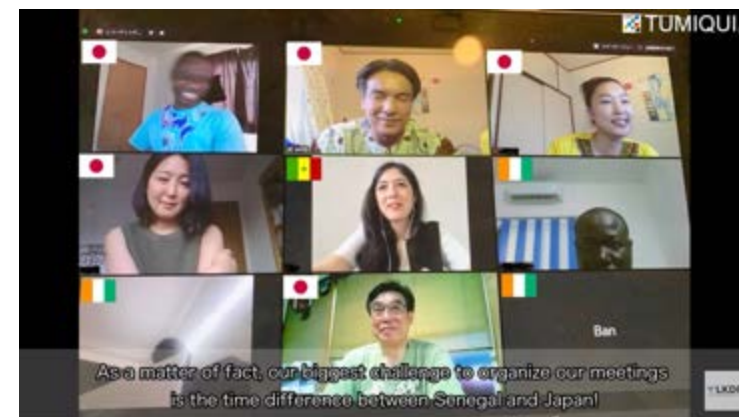 TUMIQUI
Ban
As a matter of fact, our biggest challenge to organize our meetings
is the time difference between Senegal and Japan!